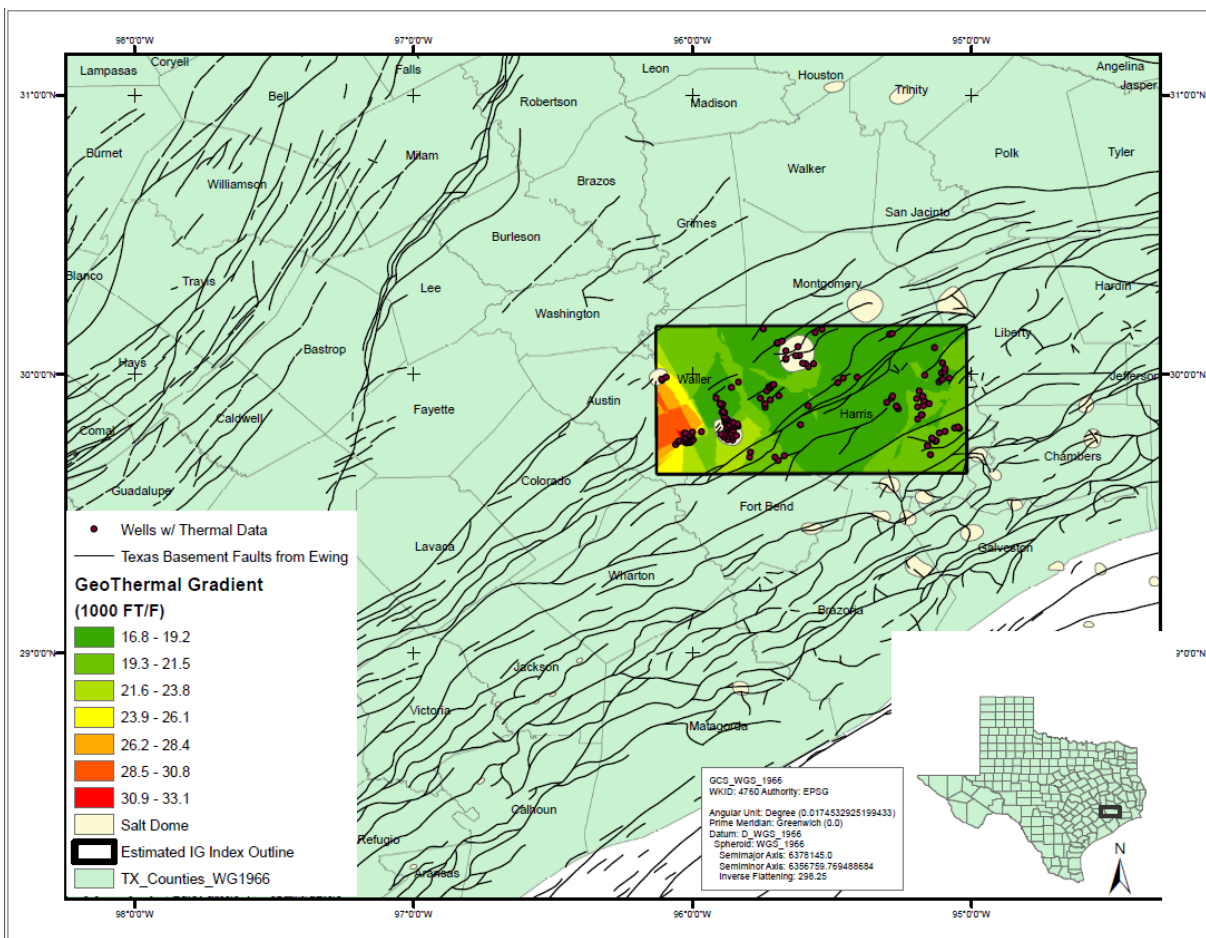 98°0'0"W 97°0'0"W 96°0'0"W 95°0'0"W
31°0'0"N 31°0'0"N
30°0'0"N 30°0'0"N
29°0'0"N 9°0'0"N
98°0'0"W 97°0'0"W 96°0'0"W 95°0'0"W
Lampasas
Coryell
Falls
Leon
Houston
Angelina
Bell
Robertson
Madison
Trinity
Jasper
Burnet
Milam
Walker
Polk
Tyler
Williamson
Brazos
Grimes
San Jacinto
Burleson
Blanco
Travis
Lee
Montgomery
Hardin
Washington
Liberty
Hays
Bastrop
Waller
Jefferson
Comal
Caldwell
Fayette
Austin
Harris
Guadalupe
Colorado
Chambers
Fort Bend
Lavaca
Galveston
Wharton
Brazoria
Jackson
Victoria
Matagorda
Calhoun
Refugio
Aransas
Wells w/ Thermal Data
Texas Basement Faults from Ewing
GeoThermal Gradient
(1000 FT/F)
16.8 - 19.2
19.3 - 21.5
21.6 - 23.8
23.9 - 26.1
26.2 - 28.4
28.5 - 30.8
30.9 - 33.1
Salt Dome
Estimated IG Index Outline
TX_Counties_WG1966
GCS_WGS_1966
WKID: 4760 Authority: EPSG
Angular Unit: Degree (0.0174532925199433)
Prime Meridian: Greenwich (0.0)
Datum: D_WGS_1966
Spheroid: WGS_1966
Semimajor Axis: 6378145.0
Semiminor Axis: 6356759.769488684
Inverse Flattening: 298.25
N